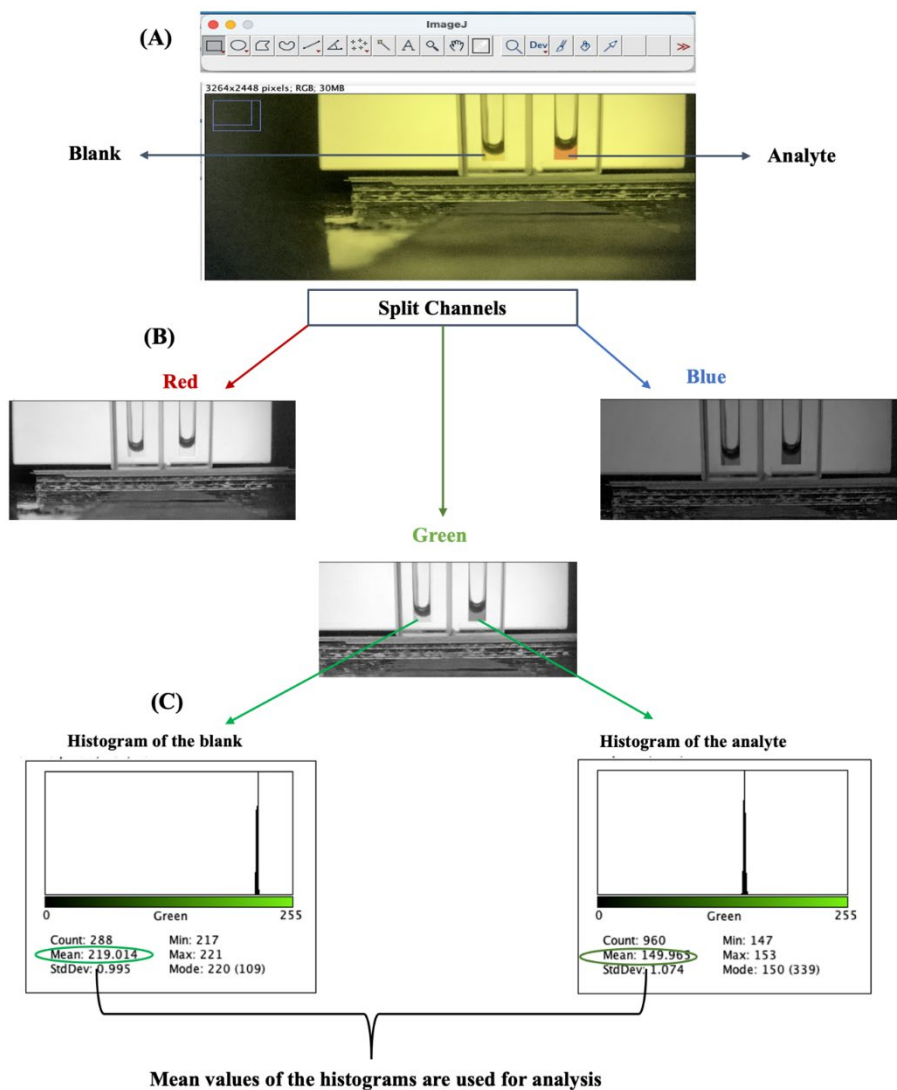 (A)
ImageJ
A
Dev
3264x2448 pixels; RGB; 30MB
Blank
Analyte
Split Channels
(B)
Red
Blue
Green
(C)
Histogram of the blank
Histogram of the analyte
0
255
Green
Count: 288
Min: 217
Mean: 219.014
Max: 221
StdDev: 0.995
Mode: 220 (109)
0
255
Green
Count: 960
Min: 147
Mean: 149.965
Max: 153
StdDev: 1.074
Mode: 150 (339)
Mean values of the histograms are used for analysis